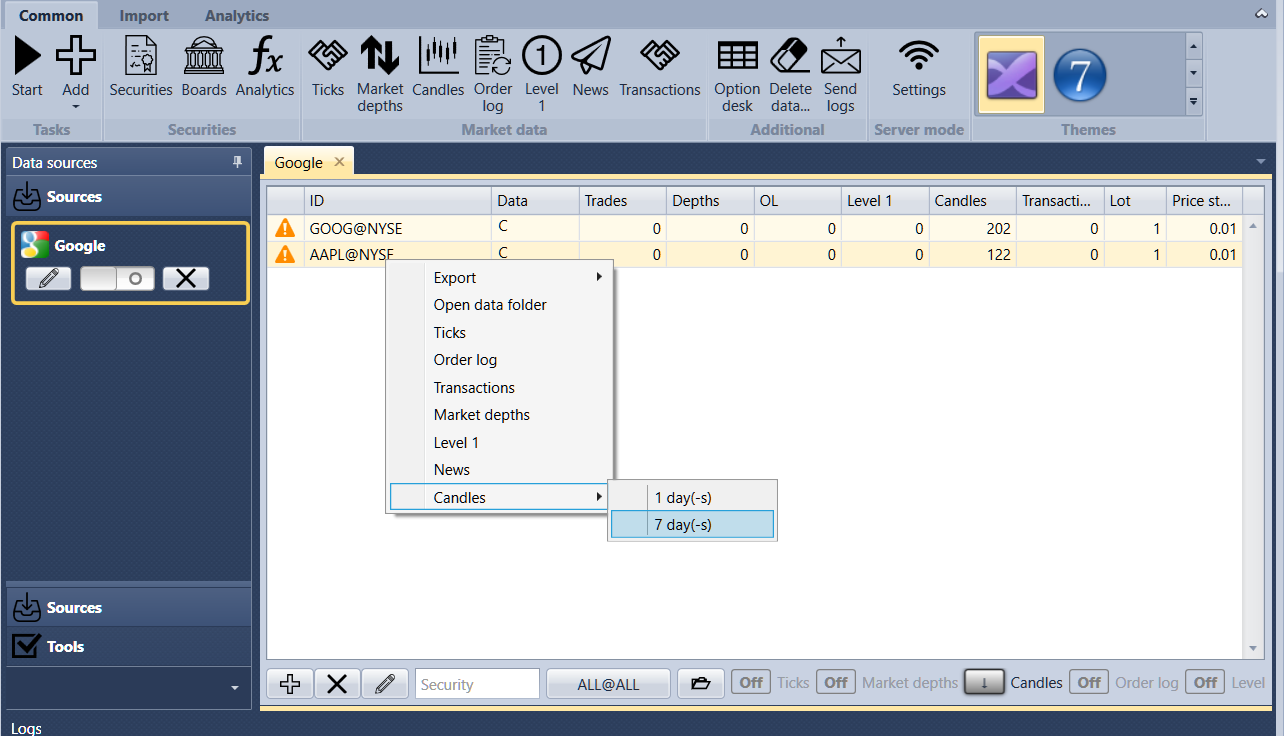 Common Import Analytics
Start Add Securities Boards Analytics Ticks Market depths Candles Order log Level 1 News Transactions Option desk Delete data... Send logs Settings 7
Tasks Securities Market data Additional Server mode Themes
Data sources
Sources
Google
Google
ID Data Trades Depths OL Level 1 Candles Transacti... Lot Price st...
GOOG@NYSE C 0 0 0 0 202 0 1 0.01
AAPL@NYSE C 0 0 0 0 122 0 1 0.01
Export
Open data folder
Ticks
Order log
Transactions
Market depths
Level 1
News
Candles
1 day(-s)
7 day(-s)
Sources
Tools
Security ALL@ALL Off Ticks Off Market depths Candles Off Order log Off Level
Logs